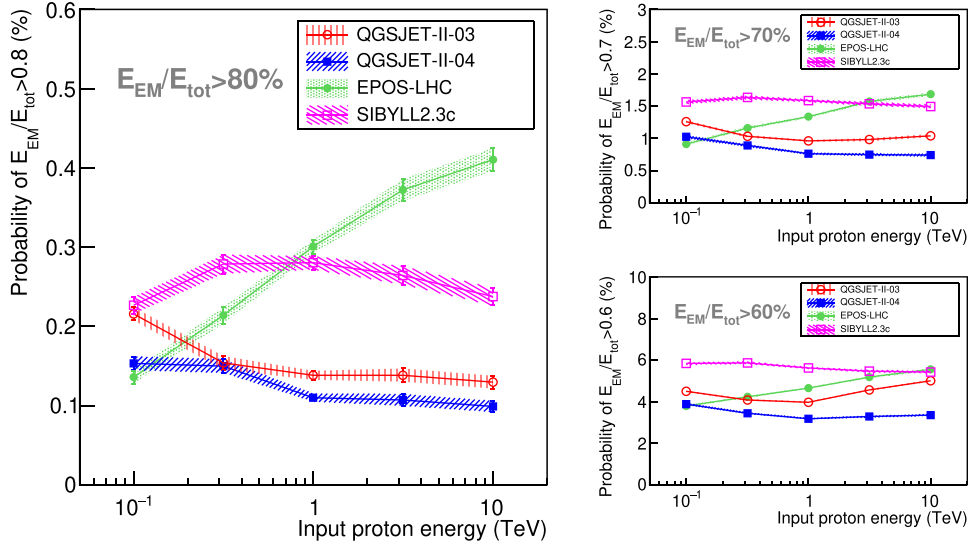 Probability of E_EM/E_tot>0.8 (%)
0.6
0.5
0.4
0.3
0.2
0.1
0
E_EM/E_tot>80%
QGSJET-II-03
QGSJET-II-04
EPOS-LHC
SIBYLL2.3c
10⁻¹
1
10
Input proton energy (TeV)
Probability of E_EM/E_tot>0.7 (%)
3
2.5
2
1.5
1
0.5
0
E_EM/E_tot>70%
QGSJET-II-03
QGSJET-II-04
EPOS-LHC
SIBYLL2.3c
10⁻¹
1
10
Input proton energy (TeV)
Probability of E_EM/E_tot>0.6 (%)
10
8
6
4
2
0
E_EM/E_tot>60%
QGSJET-II-03
QGSJET-II-04
EPOS-LHC
SIBYLL2.3c
10⁻¹
1
10
Input proton energy (TeV)